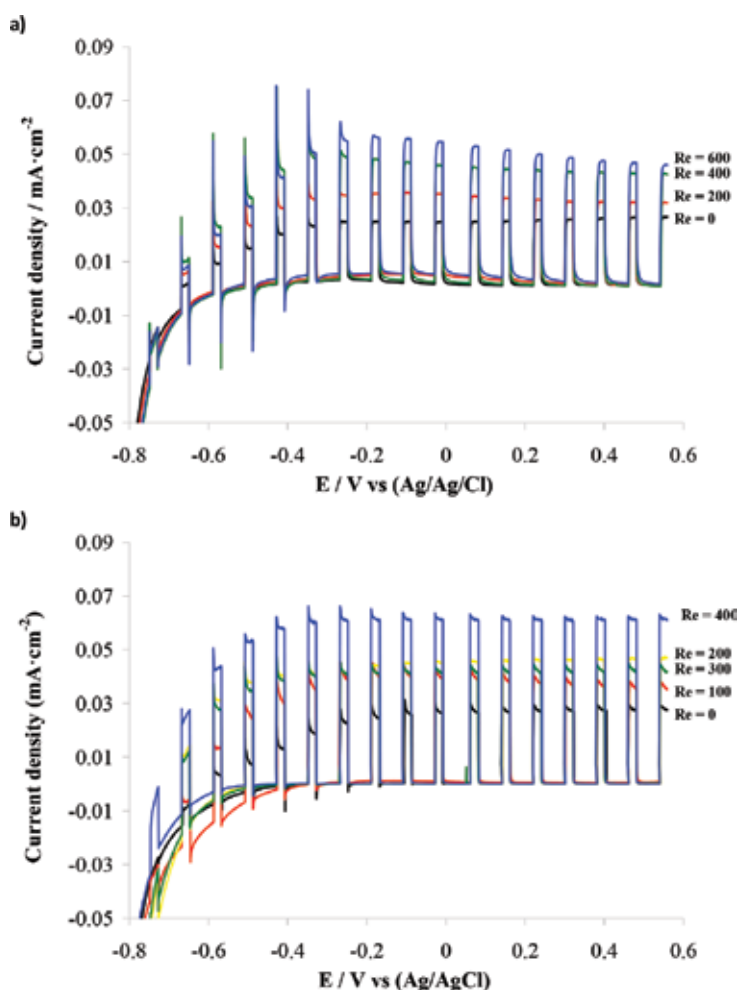 a)
0.09
0.07
0.05
0.03
0.01
-0.01
-0.03
-0.05
Current density / mA·cm-2
Re = 600
Re = 400
Re = 200
Re = 0
-0.8 -0.6 -0.4 -0.2 0 0.2 0.4 0.6
E / V vs (Ag/Ag/Cl)
b)
0.09
0.07
0.05
0.03
0.01
-0.01
-0.03
-0.05
Current density (mA·cm-2)
Re = 400
Re = 200
Re = 300
Re = 100
Re = 0
-0.8 -0.6 -0.4 -0.2 0 0.2 0.4 0.6
E / V vs (Ag/AgCl)